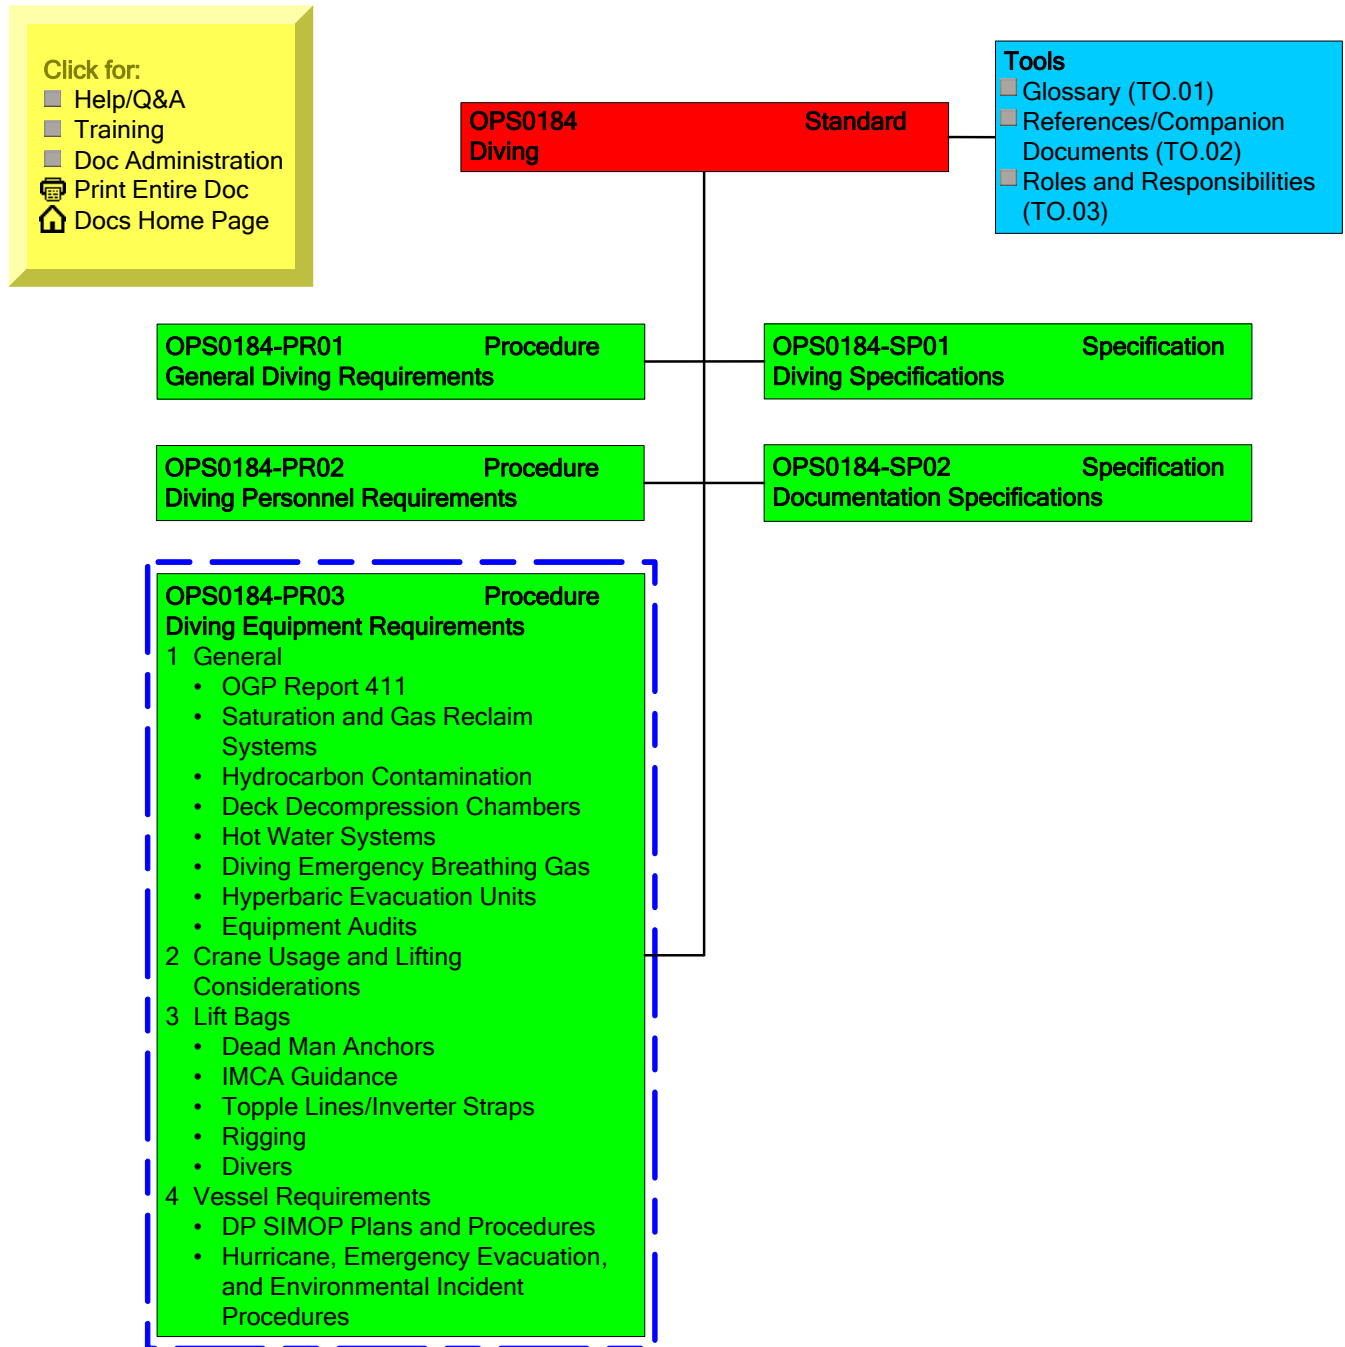 Click for:
Help/Q&A
Training
Doc Administration
Print Entire Doc
Docs Home Page
OPS0184 Standard
Diving
Tools
Glossary (TO.01)
References/Companion
Documents (TO.02)
Roles and Responsibilities
(TO.03)
OPS0184-PR01 Procedure
General Diving Requirements
OPS0184-SP01 Specification
Diving Specifications
OPS0184-PR02 Procedure
Diving Personnel Requirements
OPS0184-SP02 Specification
Documentation Specifications
OPS0184-PR03 Procedure
Diving Equipment Requirements
1 General
• OGP Report 411
• Saturation and Gas Reclaim
Systems
• Hydrocarbon Contamination
• Deck Decompression Chambers
• Hot Water Systems
• Diving Emergency Breathing Gas
• Hyperbaric Evacuation Units
• Equipment Audits
2 Crane Usage and Lifting
Considerations
3 Lift Bags
• Dead Man Anchors
• IMCA Guidance
• Topple Lines/Inverter Straps
• Rigging
• Divers
4 Vessel Requirements
• DP SIMOP Plans and Procedures
• Hurricane, Emergency Evacuation,
and Environmental Incident
Procedures